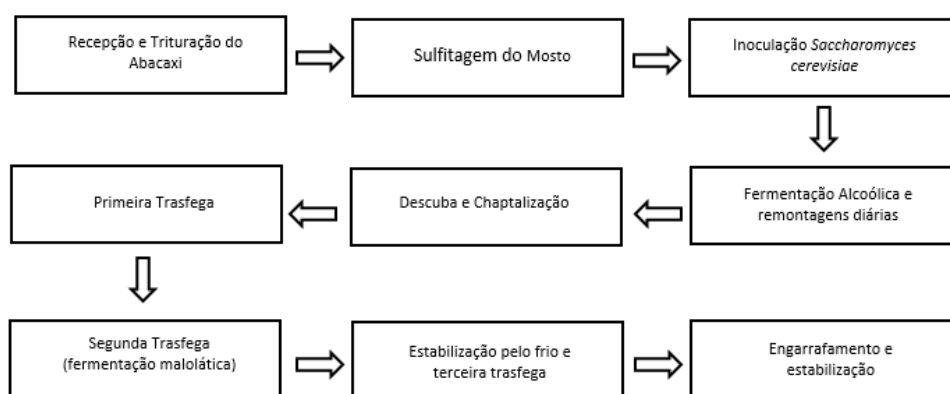 Recepção e Trituração do
Abacaxi
Sulfitagem do Mosto
Inoculação Saccharomyces
cerevisiae
Fermentação Alcoólica e
remontagens diárias
Descuba e Chaptalização
Primeira Trasfega
Segunda Trasfega
(fermentação malolática)
Estabilização pelo frio e
terceira trasfega
Engarrafamento e
estabilização